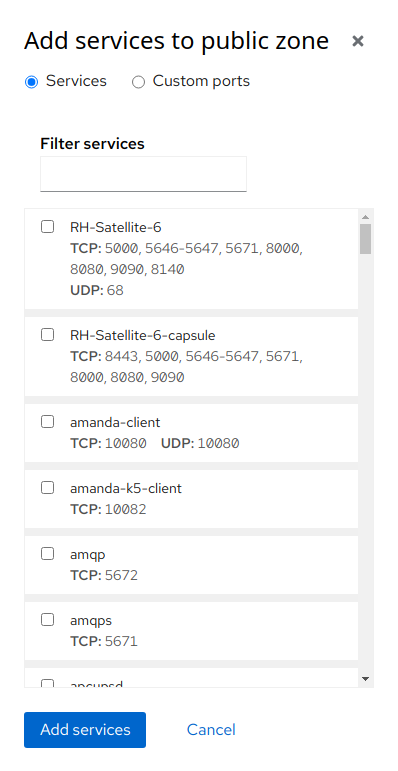 Add services to public zone
Services Custom ports
Filter services
RH-Satellite-6
TCP: 5000, 5646-5647, 5671, 8000,
8080, 9090, 8140
UDP: 68
RH-Satellite-6-capsule
TCP: 8443, 5000, 5646-5647, 5671,
8000, 8080, 9090
amanda-client
TCP: 10080 UDP: 10080
amanda-k5-client
TCP: 10082
amqp
TCP: 5672
amqps
TCP: 5671
apcupsd
Add services Cancel